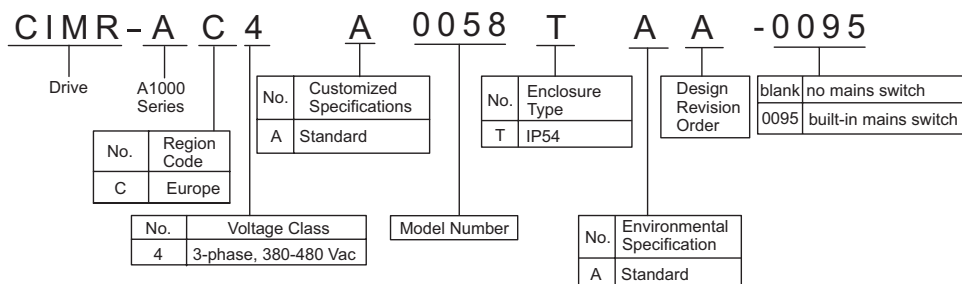 CIMR-A C 4 A 0058 T A A -0095
Drive
A1000
Series
No. Region Code
C Europe
No. Voltage Class
4 3-phase, 380-480 Vac
No. Customized Specifications
A Standard
Model Number
No. Enclosure Type
T IP54
No. Environmental Specification
A Standard
Design
Revision
Order
blank no mains switch
0095 built-in mains switch